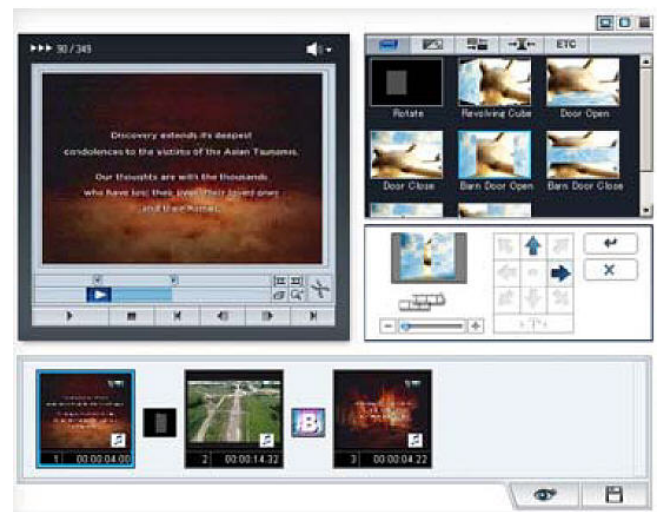 90 / 349
ETC
Discovery extends its deepest
condolences to the victims of the Asian Tsunamis.
Our thoughts are with the thousands
who have lost their lives, their loved ones
and their homes.
Rotate
Revolving Cube
Door Open
Door Close
Barn Door Open
Barn Door Close
T
B
1 00:00:04.00
2 00:00:14.32
3 00:00:04.22